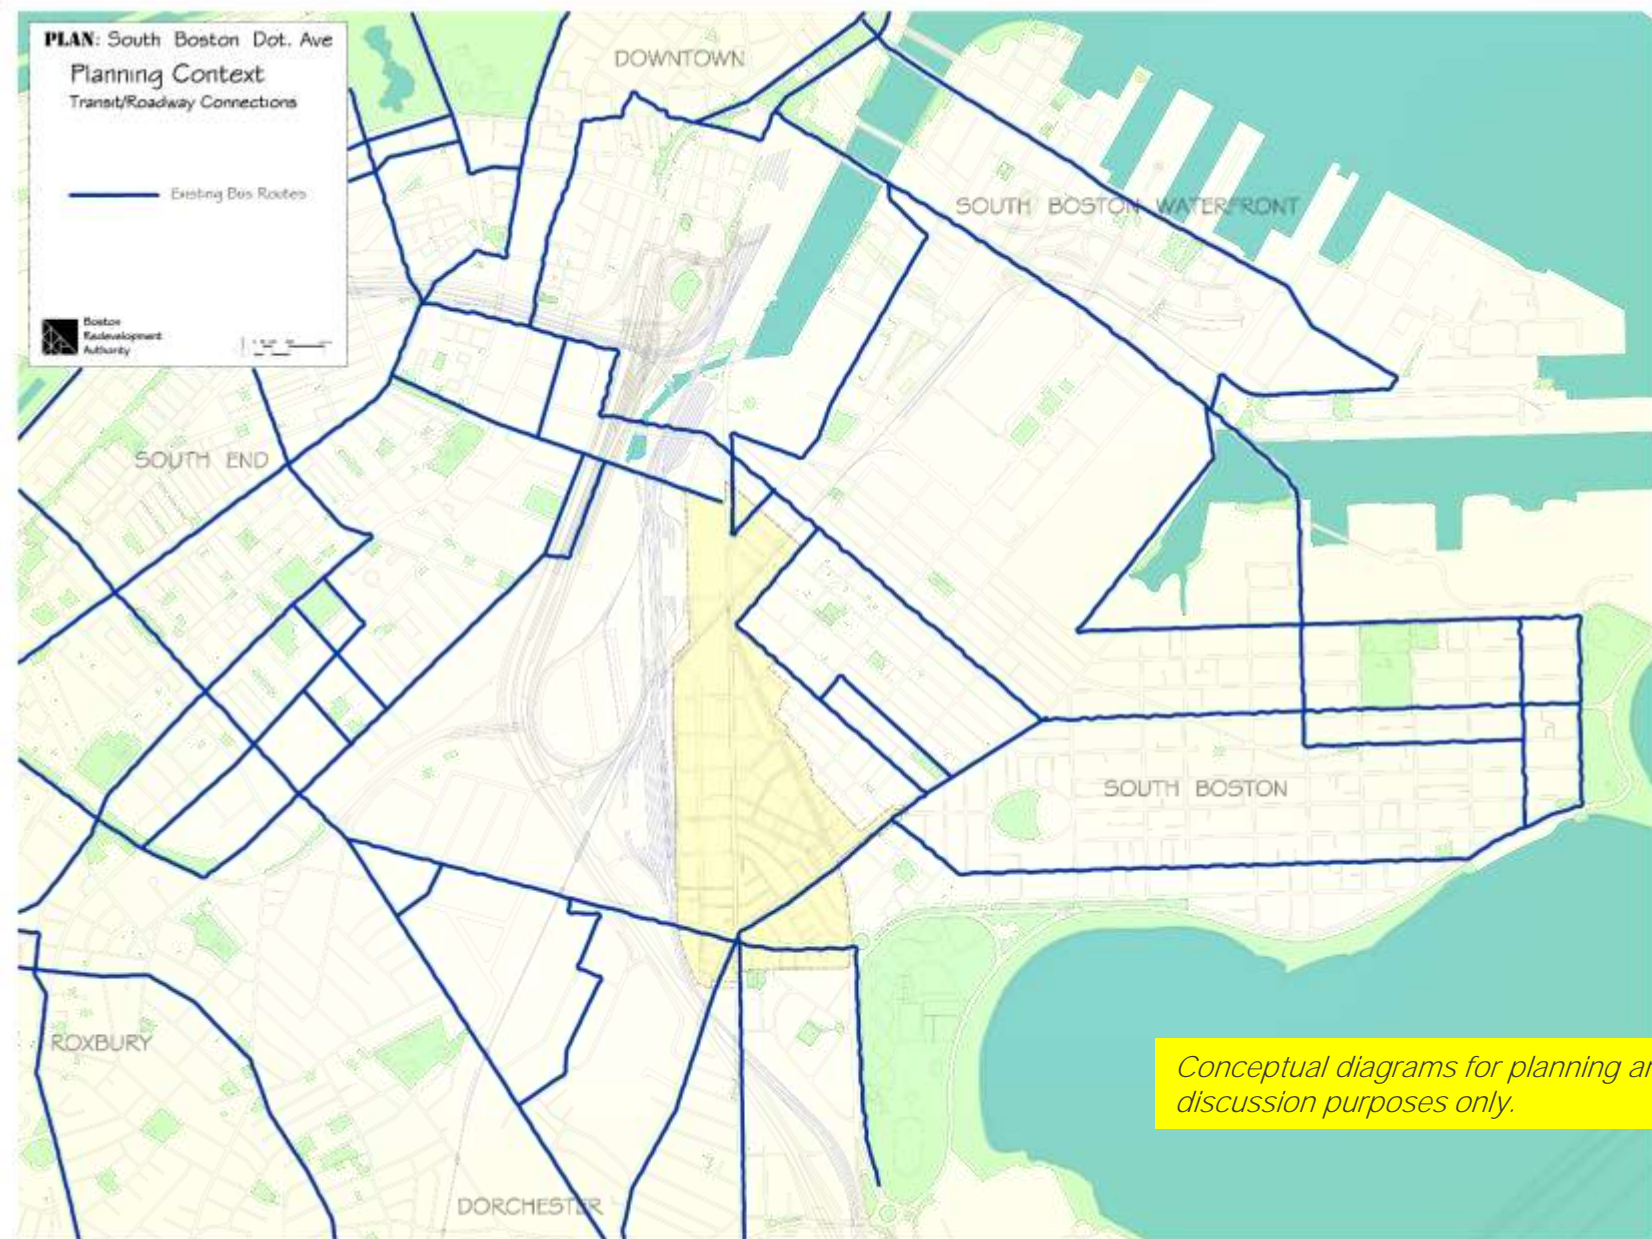 PLAN: South Boston Dot. Ave
Planning Context
Transit/Roadway Connections
Existing Bus Routes
Boston
Redevelopment
Authority
DOWNTOWN
SOUTH BOSTON WATERFRONT
SOUTH END
SOUTH BOSTON
ROXBURY
Conceptual diagrams for planning an
discussion purposes only.
DORCHESTER